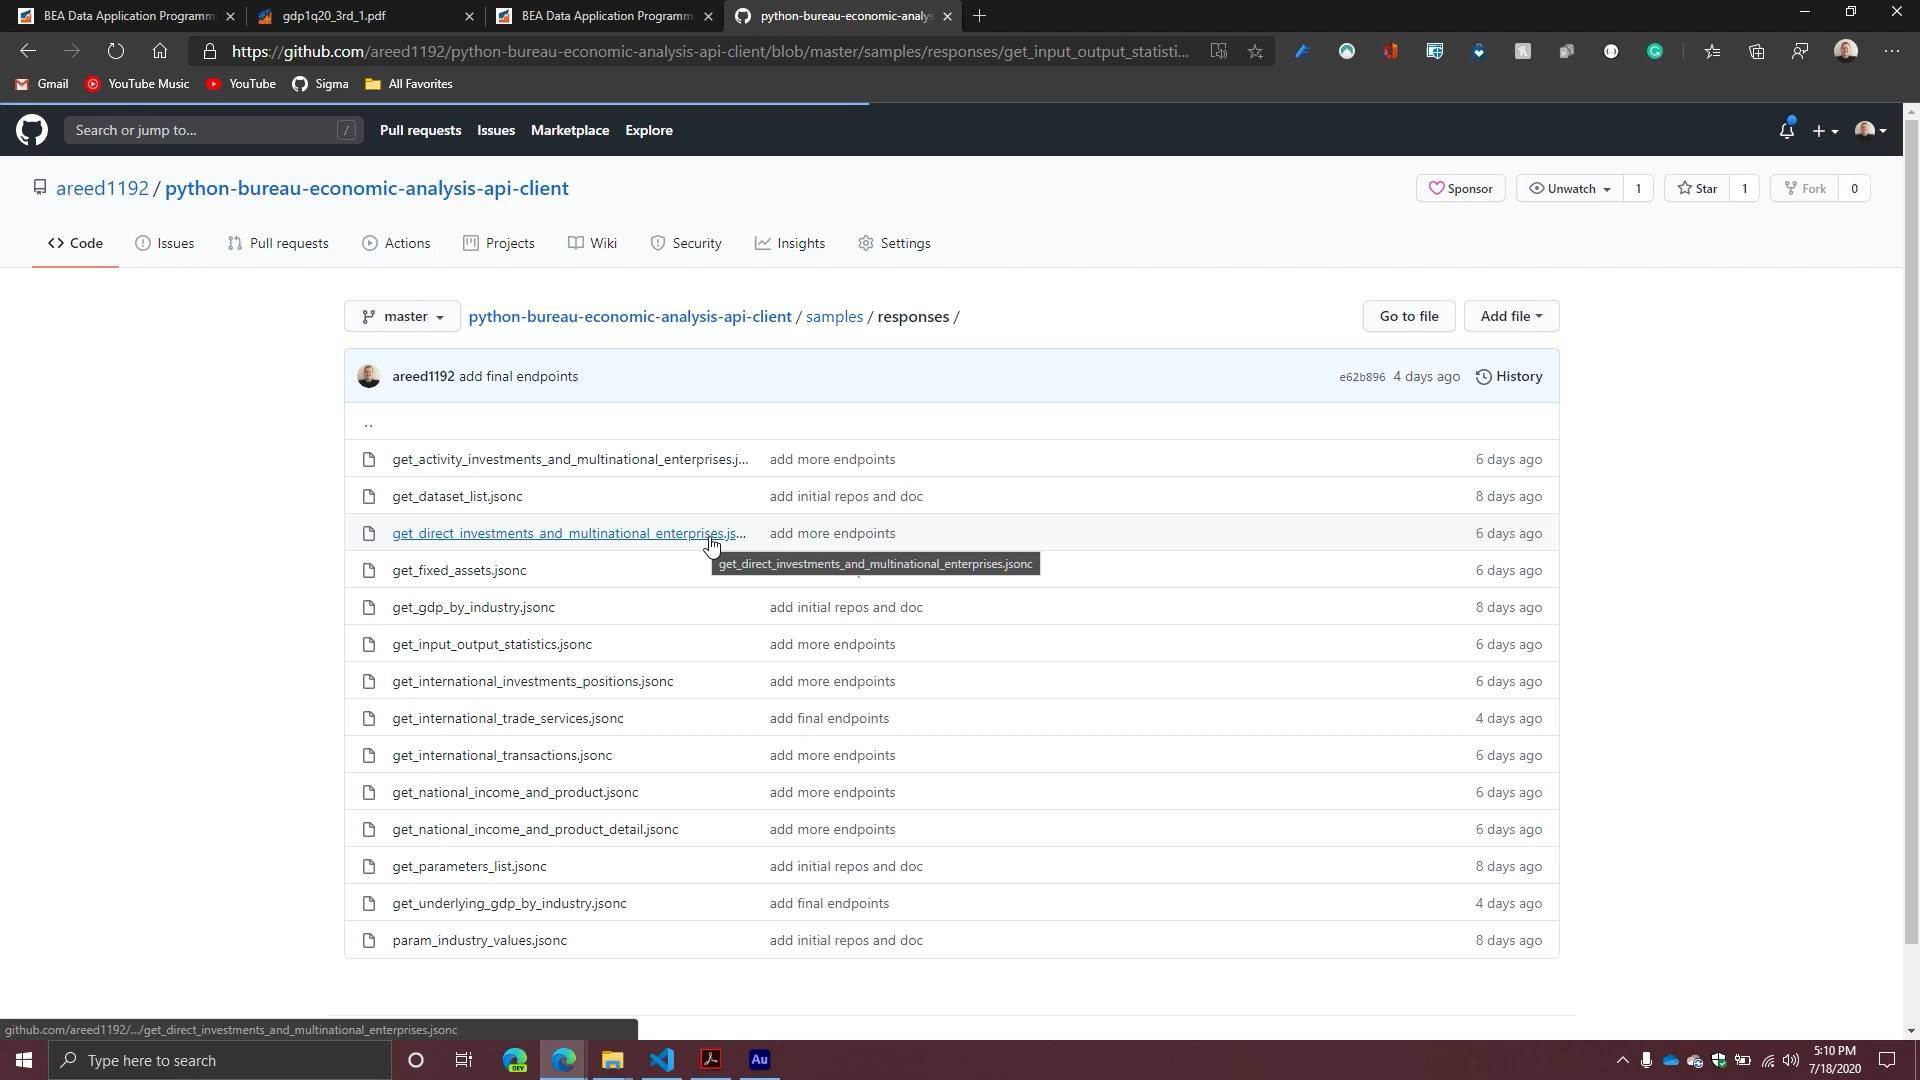 BEA Data Application Programm
gdp1q20_3rd_1.pdf
BEA Data Application Programm
python-bureau-economic-analys
https://github.com/areed1192/python-bureau-economic-analysis-api-client/blob/master/samples/responses/get_input_output_statisti...
Gmail
YouTube Music
YouTube
Sigma
All Favorites
Search or jump to...
/
Pull requests
Issues
Marketplace
Explore
areed1192 / python-bureau-economic-analysis-api-client
Sponsor
Unwatch
1
Star
1
Fork
0
<> Code
Issues
Pull requests
Actions
Projects
Wiki
Security
Insights
Settings
master
python-bureau-economic-analysis-api-client / samples / responses /
Go to file
Add file
areed1192 add final endpoints
e62b896 4 days ago
History
..
get_activity_investments_and_multinational_enterprises.j... add more endpoints 6 days ago
get_dataset_list.jsonc add initial repos and doc 8 days ago
get_direct_investments_and_multinational_enterprises.js... add more endpoints 6 days ago
get_direct_investments_and_multinational_enterprises.jsonc
get_fixed_assets.jsonc 6 days ago
get_gdp_by_industry.jsonc add initial repos and doc 8 days ago
get_input_output_statistics.jsonc add more endpoints 6 days ago
get_international_investments_positions.jsonc add more endpoints 6 days ago
get_international_trade_services.jsonc add final endpoints 4 days ago
get_international_transactions.jsonc add more endpoints 6 days ago
get_national_income_and_product.jsonc add more endpoints 6 days ago
get_national_income_and_product_detail.jsonc add more endpoints 6 days ago
get_parameters_list.jsonc add initial repos and doc 8 days ago
get_underlying_gdp_by_industry.jsonc add final endpoints 4 days ago
param_industry_values.jsonc add initial repos and doc 8 days ago
github.com/areed1192/.../get_direct_investments_and_multinational_enterprises.jsonc
Type here to search
DEV
Au
5:10 PM
7/18/2020